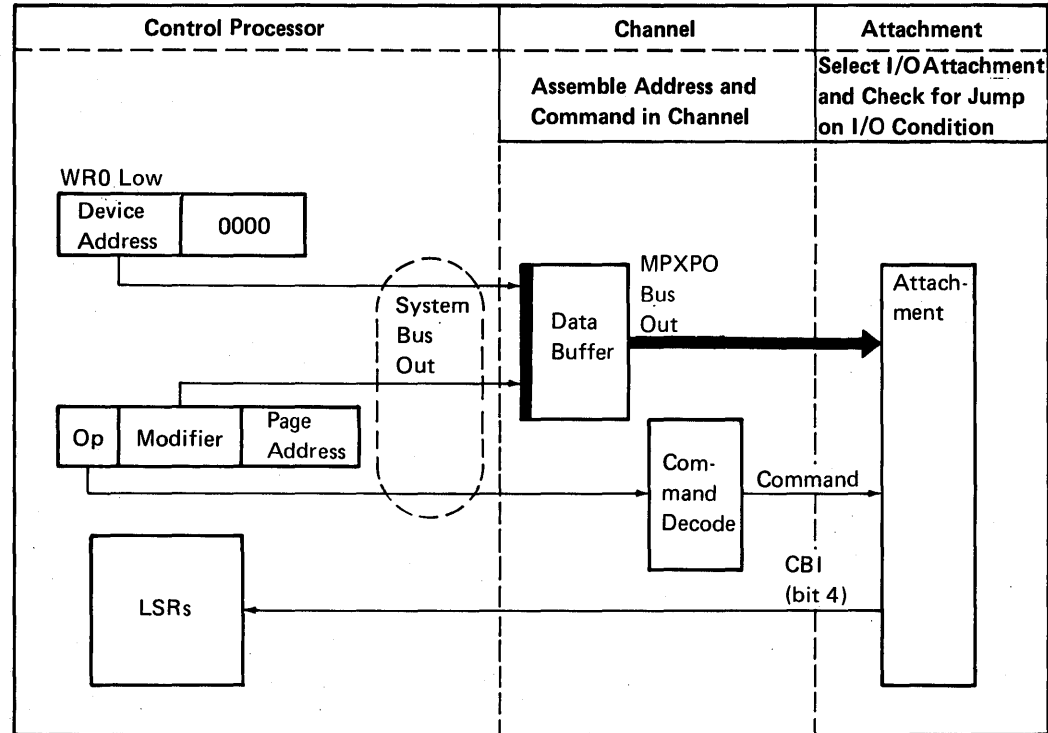 Control Processor
Channel
Attachment
Assemble Address and
Command in Channel
Select I/O Attachment
and Check for Jump
on I/O Condition
WR0 Low
Device
Address
0000
System
Bus
Out
Data
Buffer
MPXPO
Bus
Out
Attach-
ment
Op
Modifier
Page
Address
Com-
mand
Decode
Command
CBI
(bit 4)
LSRs